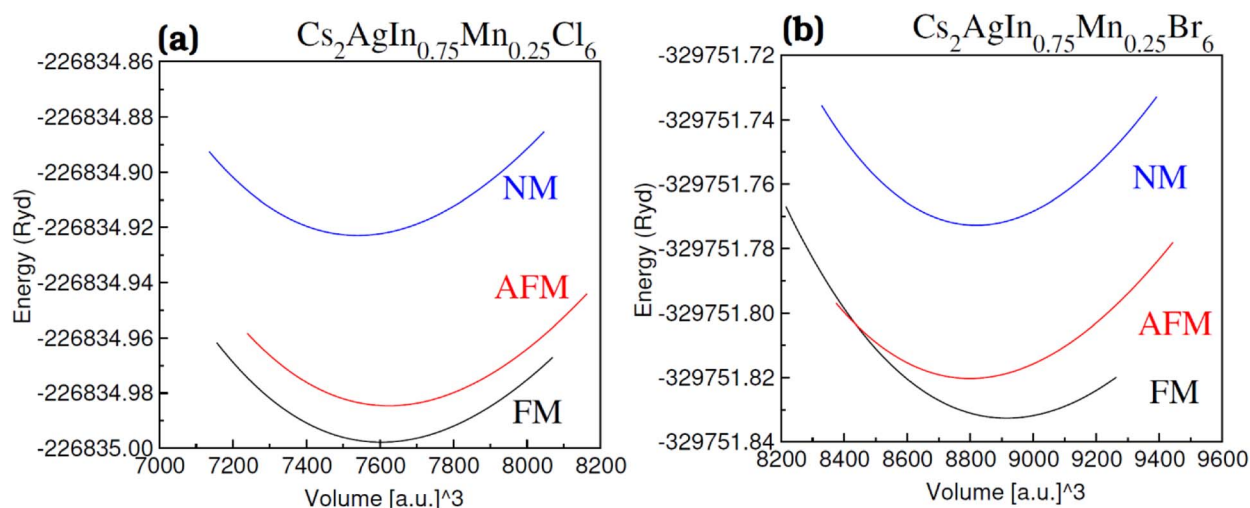 (a) Cs2AgIn0.75Mn0.25Cl6
-226834.86
-226834.88
-226834.90
-226834.92
-226834.94
-226834.96
-226834.98
-226835.00
Energy (Ryd)
NM
AFM
FM
7000 7200 7400 7600 7800 8000 8200
Volume [a.u.]^3
(b) Cs2AgIn0.75Mn0.25Br6
-329751.72
-329751.74
-329751.76
-329751.78
-329751.80
-329751.82
-329751.84
Energy (Ryd)
NM
AFM
FM
8200 8400 8600 8800 9000 9200 9400 9600
Volume [a.u.]^3